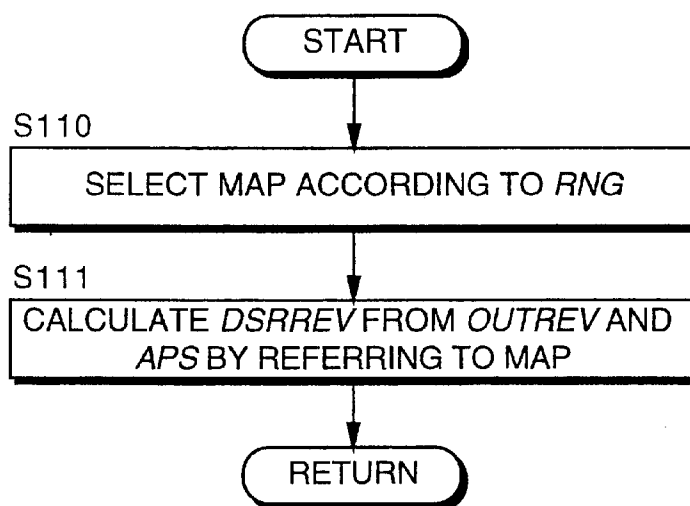 START
S110
SELECT MAP ACCORDING TO RNG
S111
CALCULATE DSRREV FROM OUTREV AND
APS BY REFERRING TO MAP
RETURN